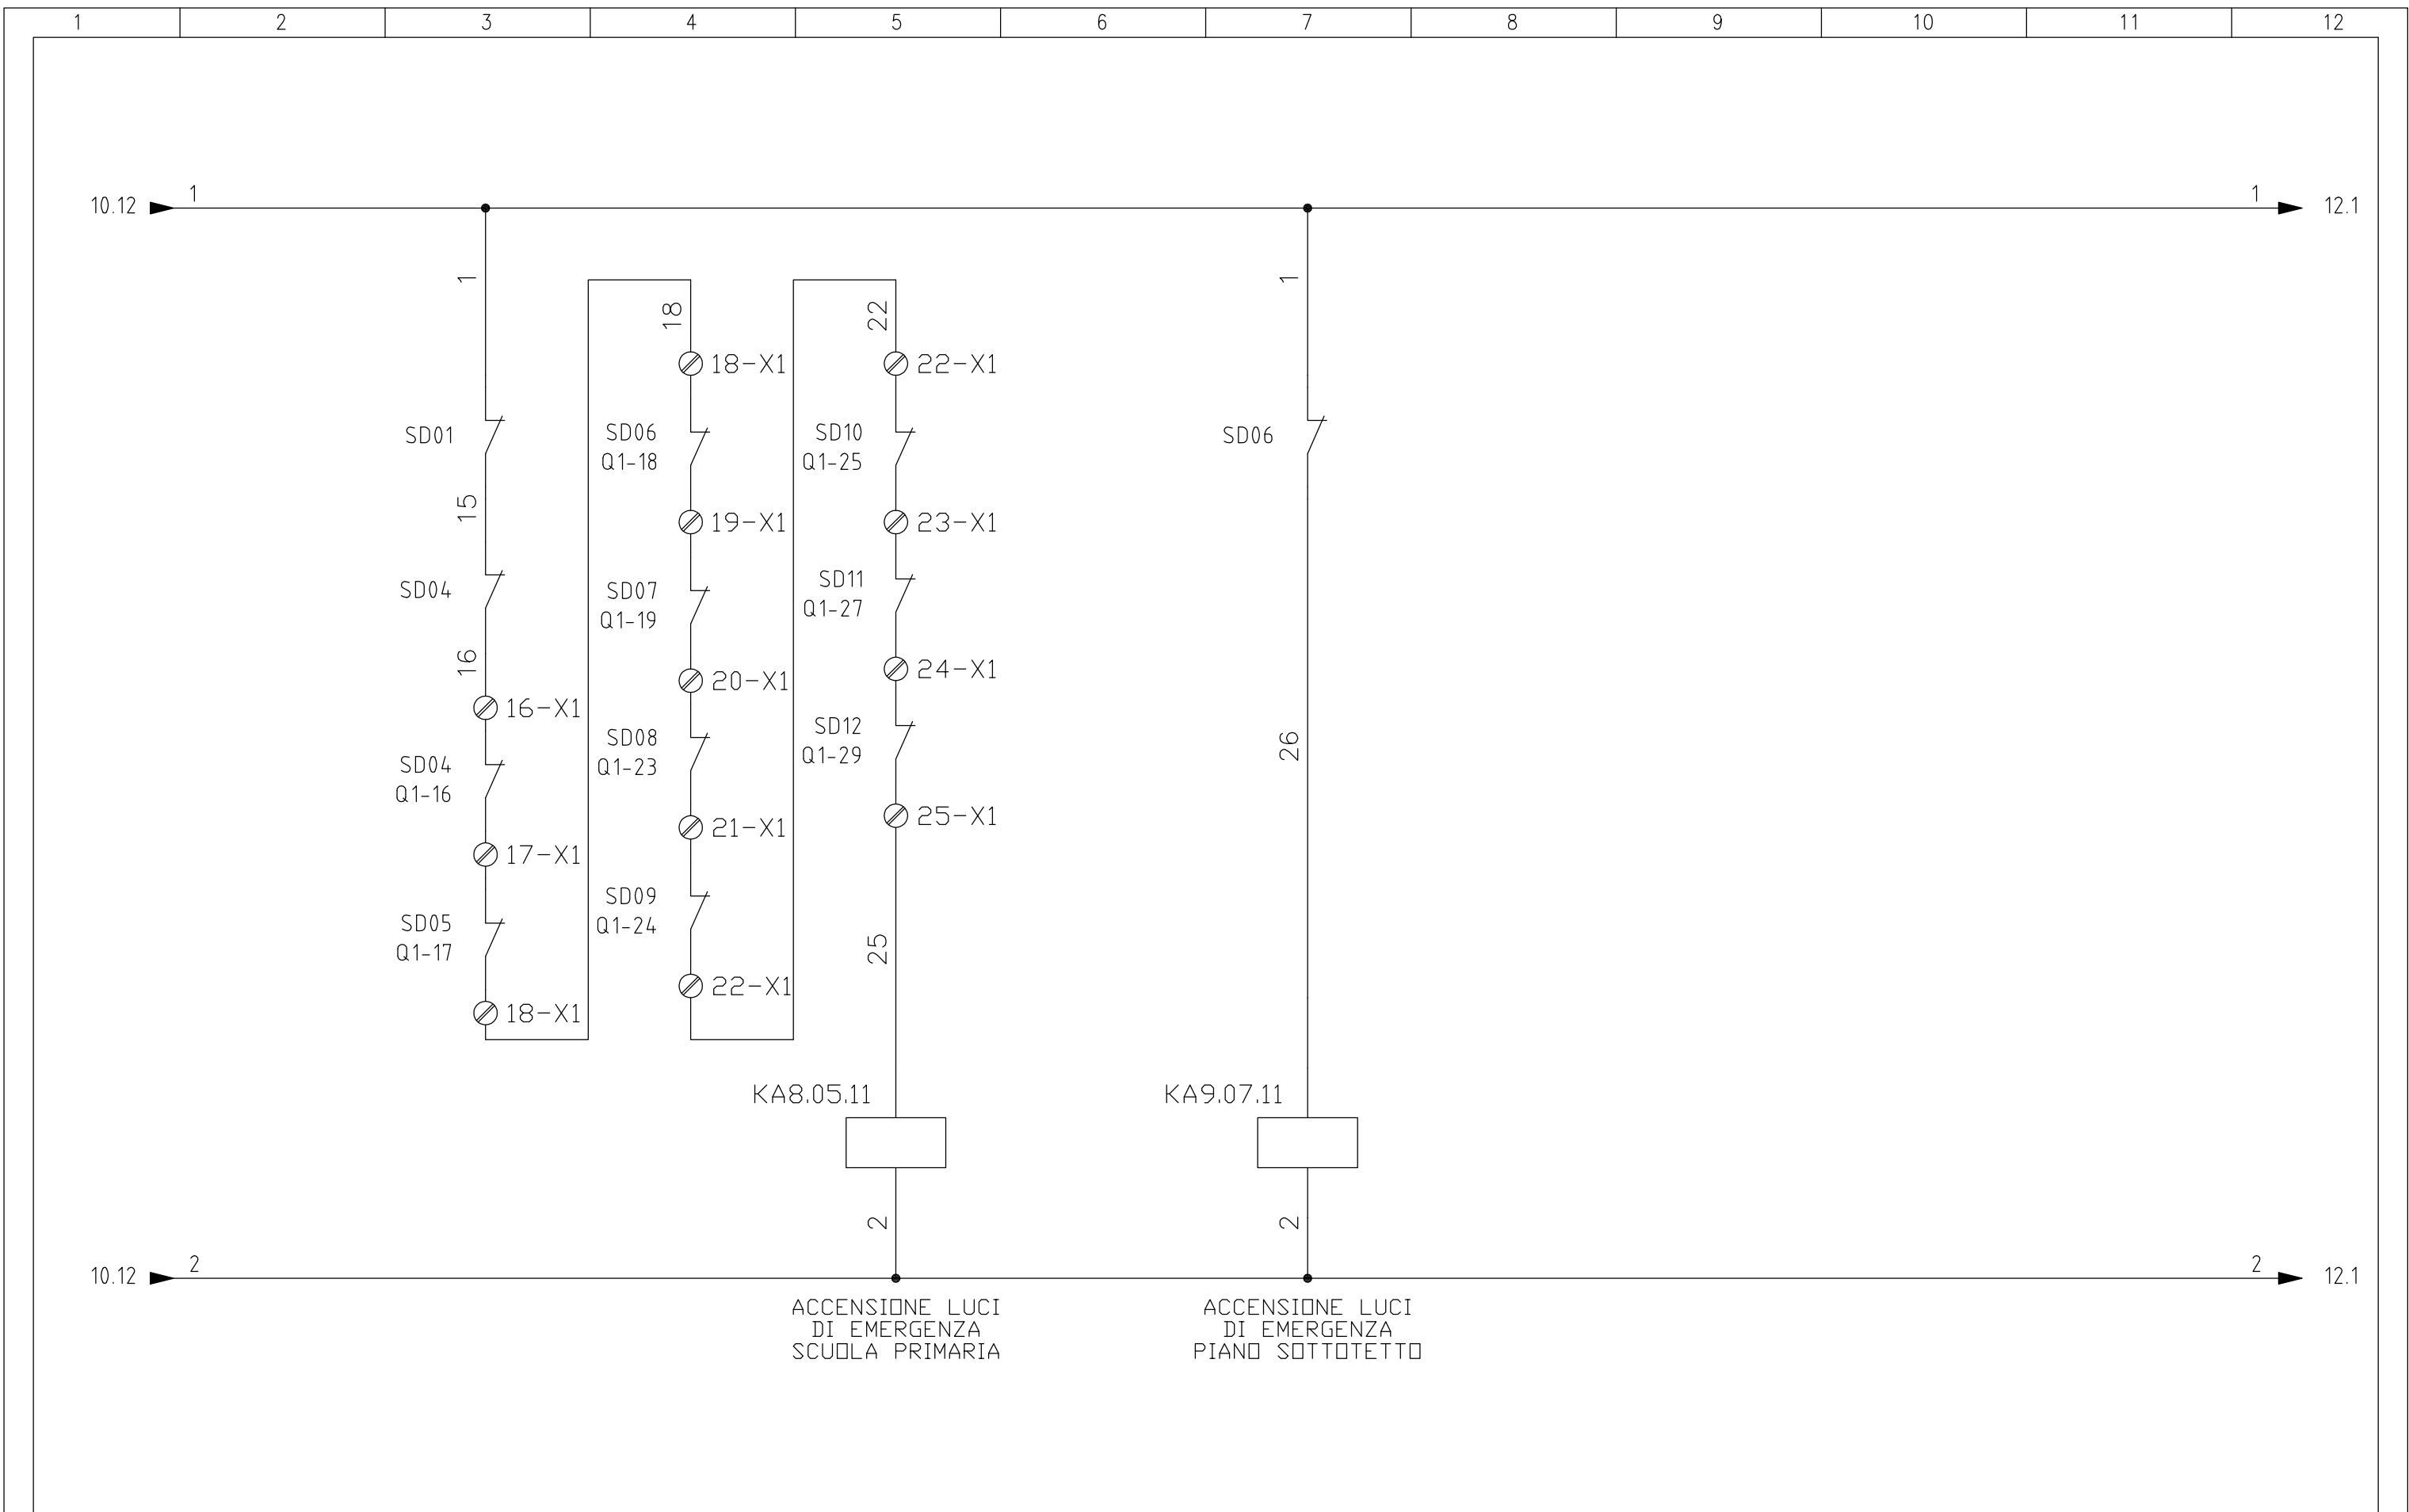 1 2 3 4 5 6 7 8 9 10 11 12
10.12 1 1 12.1
1 1
18 22
18-X1 22-X1
SD01 SD06 SD10 SD06
Q1-18 Q1-25
15 19-X1 23-X1
SD04 SD07 SD11
Q1-19 Q1-27
16 20-X1 24-X1
16-X1
SD04 SD08 SD12 26
Q1-16 Q1-23 Q1-29
17-X1 21-X1 25-X1
SD05 SD09 25
Q1-17 Q1-24
18-X1 22-X1
KA8.05.11 KA9.07.11
2 2
10.12 2 2 12.1
ACCENSIONE LUCI
DI EMERGENZA
SCUOLA PRIMARIA
ACCENSIONE LUCI
DI EMERGENZA
PIANO SOTTOTETTO